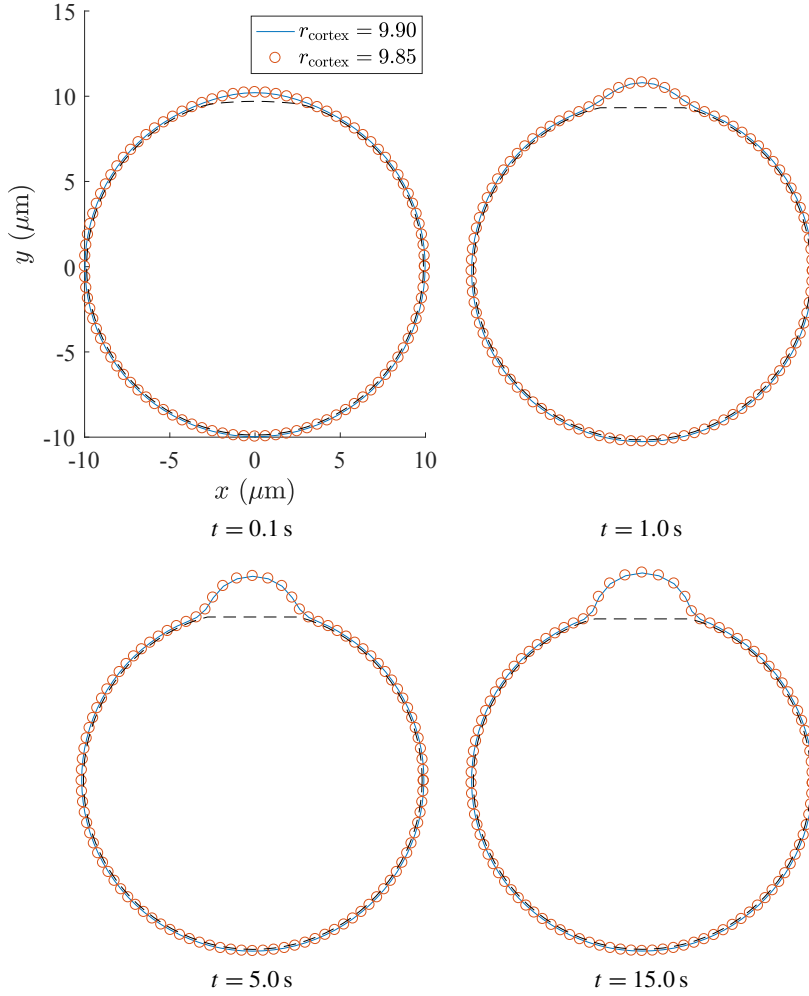 15
10
5
0
-5
-10
y (μm)
-10 -5 0 5 10
x (μm)
r_cortex = 9.90
r_cortex = 9.85
t = 0.1 s
t = 1.0 s
t = 5.0 s
t = 15.0 s